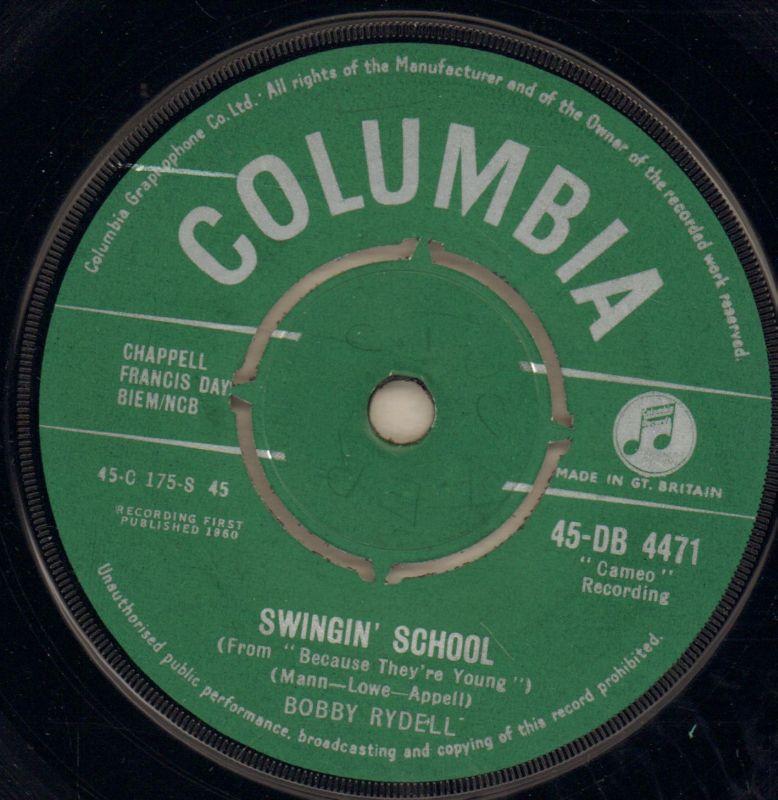 Columbia Graphophone Co. Ltd. · All rights of the Manufacturer and of the Owner of the recorded work reserved.
COLUMBIA
CHAPPELL
FRANCIS DAY
BIEM/NCB
MADE IN GT. BRITAIN
45-C 175-S 45
RECORDING FIRST
PUBLISHED 1960
45-DB 4471
"Cameo"
Recording
SWINGIN' SCHOOL
(From "Because They're Young")
(Mann—Lowe—Appell)
BOBBY RYDELL
Unauthorised public performance, broadcasting and copying of this record prohibited.